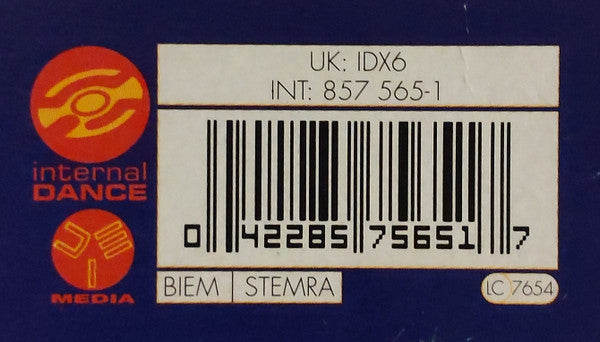 UK: IDX6
INT: 857 565-1
internal
DANCE
0 42285 75651 7
MEDIA
BIEM STEMRA
LC 7654